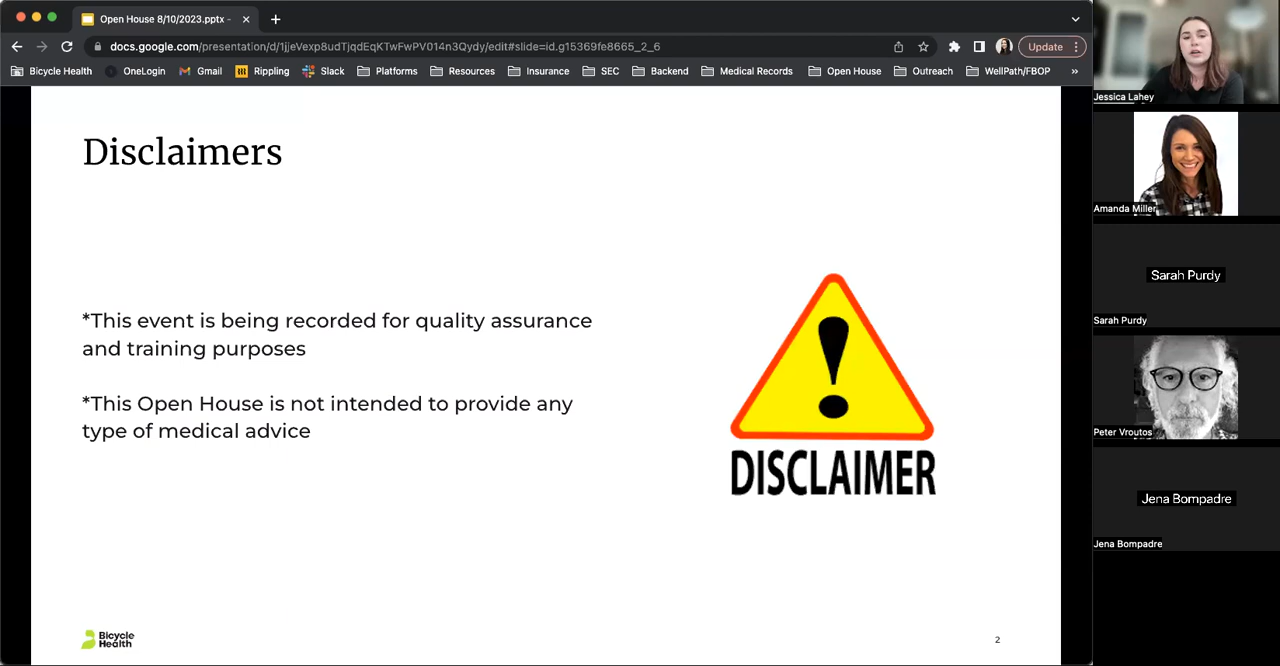 Open House 8/10/2023.pptx -
docs.google.com/presentation/d/1jjeVexp8udTjqdEqKTwFwPV014n3Qydy/edit#slide=id.g15369fe8665_2_6
Update
Bicycle Health
OneLogin
Gmail
Rippling
Slack
Platforms
Resources
Insurance
SEC
Backend
Medical Records
Open House
Outreach
WellPath/FBOP
»
Disclaimers
*This event is being recorded for quality assurance
and training purposes
*This Open House is not intended to provide any
type of medical advice
!
DISCLAIMER
Bicycle
Health
2
Jessica Lahey
Amanda Miller
Sarah Purdy
Sarah Purdy
Peter Vroutos
Jena Bompadre
Jena Bompadre